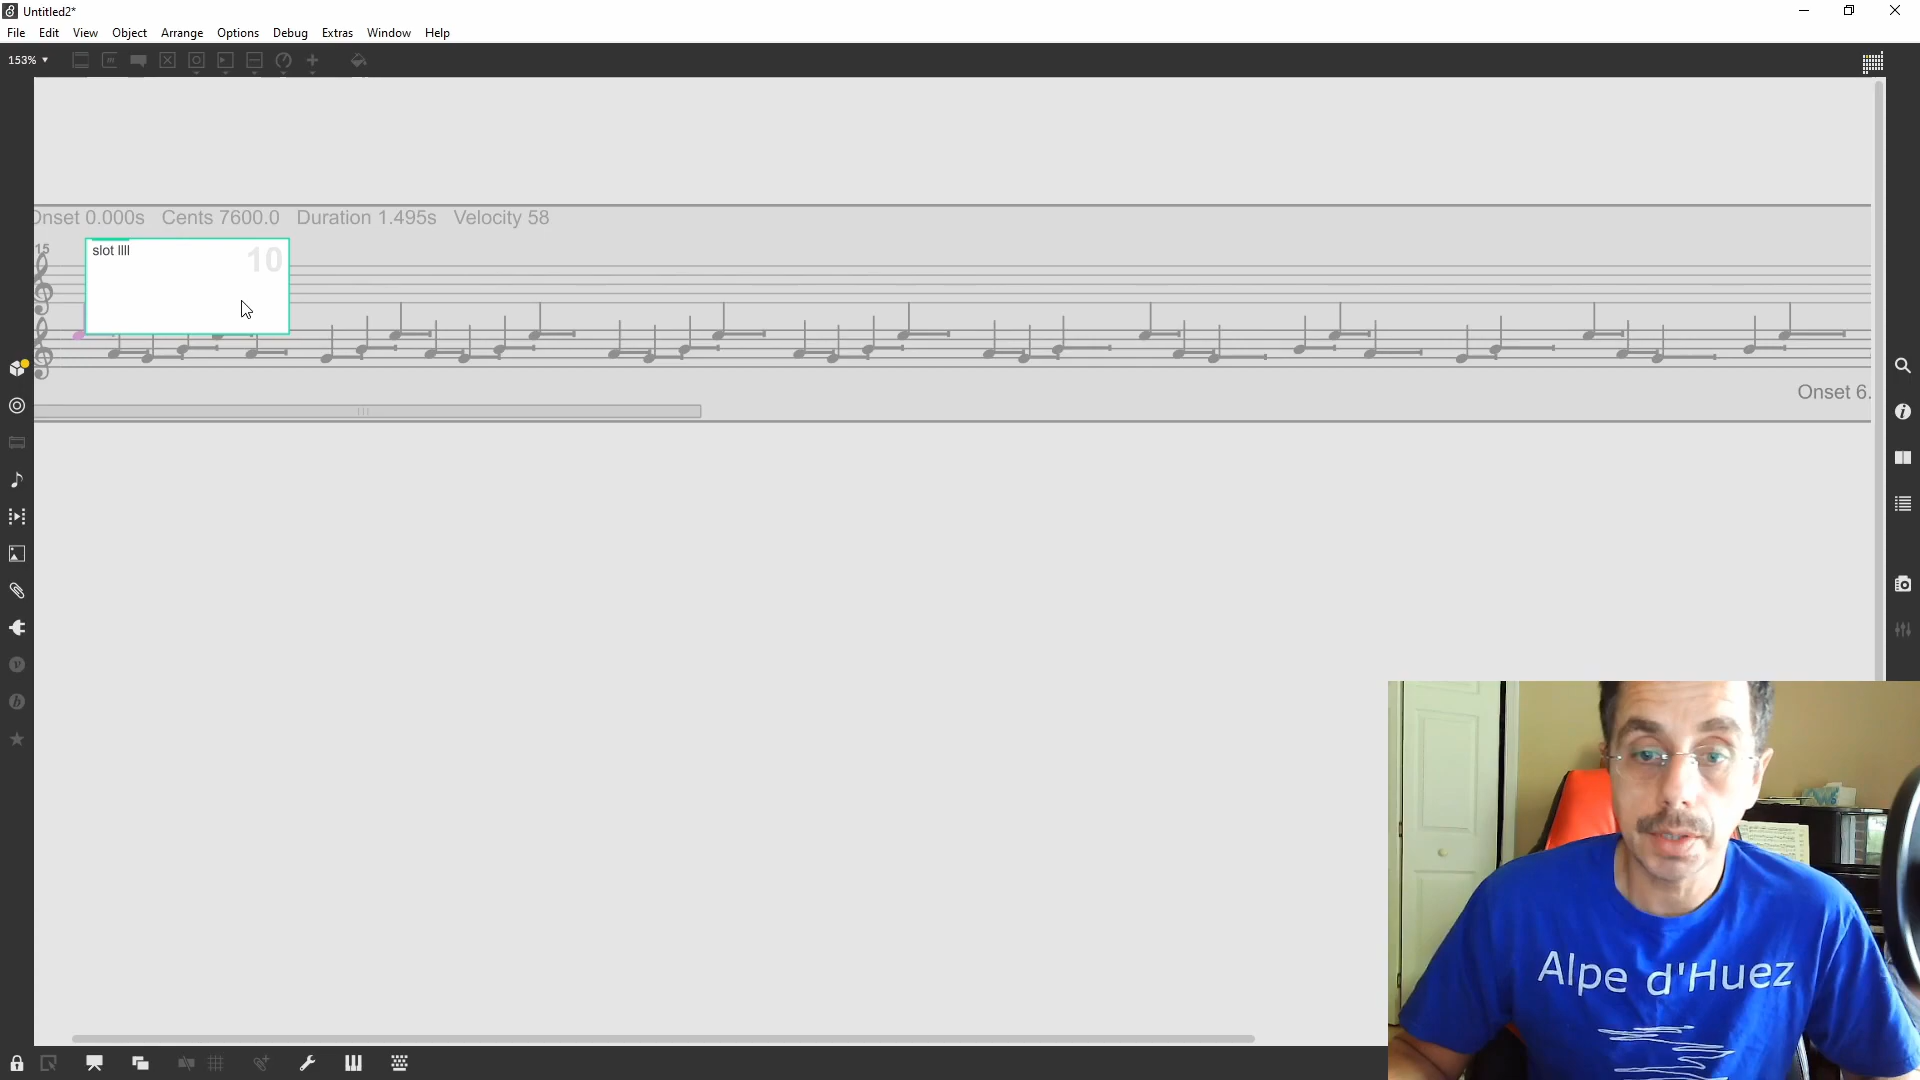 Untitled2*
File Edit View Object Arrange Options Debug Extras Window Help
153%
Onset 0.000s Cents 7600.0 Duration 1.495s Velocity 58
15
slot llll
10
Onset 6.
Alpe d'Huez